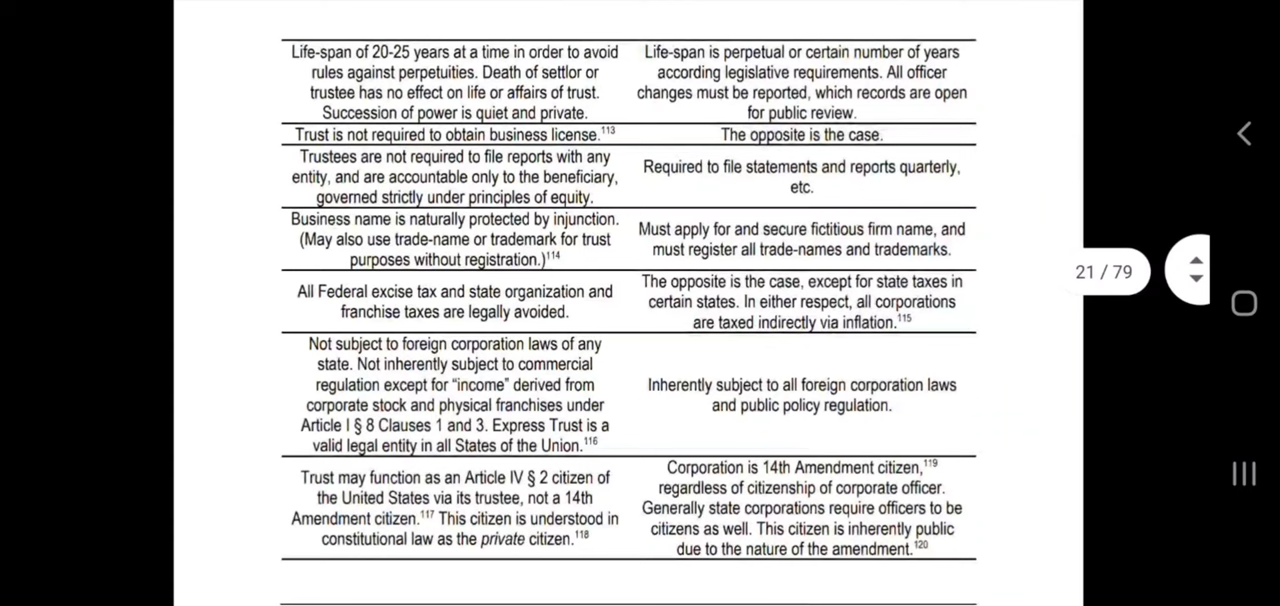 Life-span of 20-25 years at a time in order to avoid
rules against perpetuities. Death of settlor or
trustee has no effect on life or affairs of trust.
Succession of power is quiet and private.
Life-span is perpetual or certain number of years
according legislative requirements. All officer
changes must be reported, which records are open
for public review.
Trust is not required to obtain business license.113
The opposite is the case.
Trustees are not required to file reports with any
entity, and are accountable only to the beneficiary,
governed strictly under principles of equity.
Required to file statements and reports quarterly,
etc.
Business name is naturally protected by injunction.
(May also use trade-name or trademark for trust
purposes without registration.)114
Must apply for and secure fictitious firm name, and
must register all trade-names and trademarks.
All Federal excise tax and state organization and
franchise taxes are legally avoided.
The opposite is the case, except for state taxes in
certain states. In either respect, all corporations
are taxed indirectly via inflation.115
Not subject to foreign corporation laws of any
state. Not inherently subject to commercial
regulation except for “income” derived from
corporate stock and physical franchises under
Article I § 8 Clauses 1 and 3. Express Trust is a
valid legal entity in all States of the Union.116
Inherently subject to all foreign corporation laws
and public policy regulation.
Trust may function as an Article IV § 2 citizen of
the United States via its trustee, not a 14th
Amendment citizen.117 This citizen is understood in
constitutional law as the private citizen.118
Corporation is 14th Amendment citizen,119
regardless of citizenship of corporate officer.
Generally state corporations require officers to be
citizens as well. This citizen is inherently public
due to the nature of the amendment.120
21 / 79